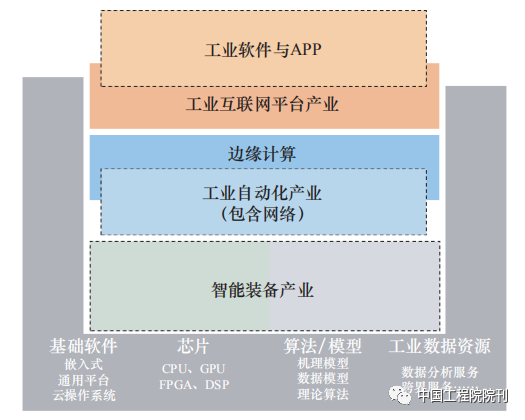 工业软件与APP
工业互联网平台产业
边缘计算
工业自动化产业
（包含网络）
智能装备产业
基础软件
嵌入式
通用平台
云操作系统
芯片
CPU、GPU
FPGA、DSP
算法/模型
机理模型
数据模型
理论算法
工业数据资源
数据分析服务
跨界服务……
中国工程院院刊